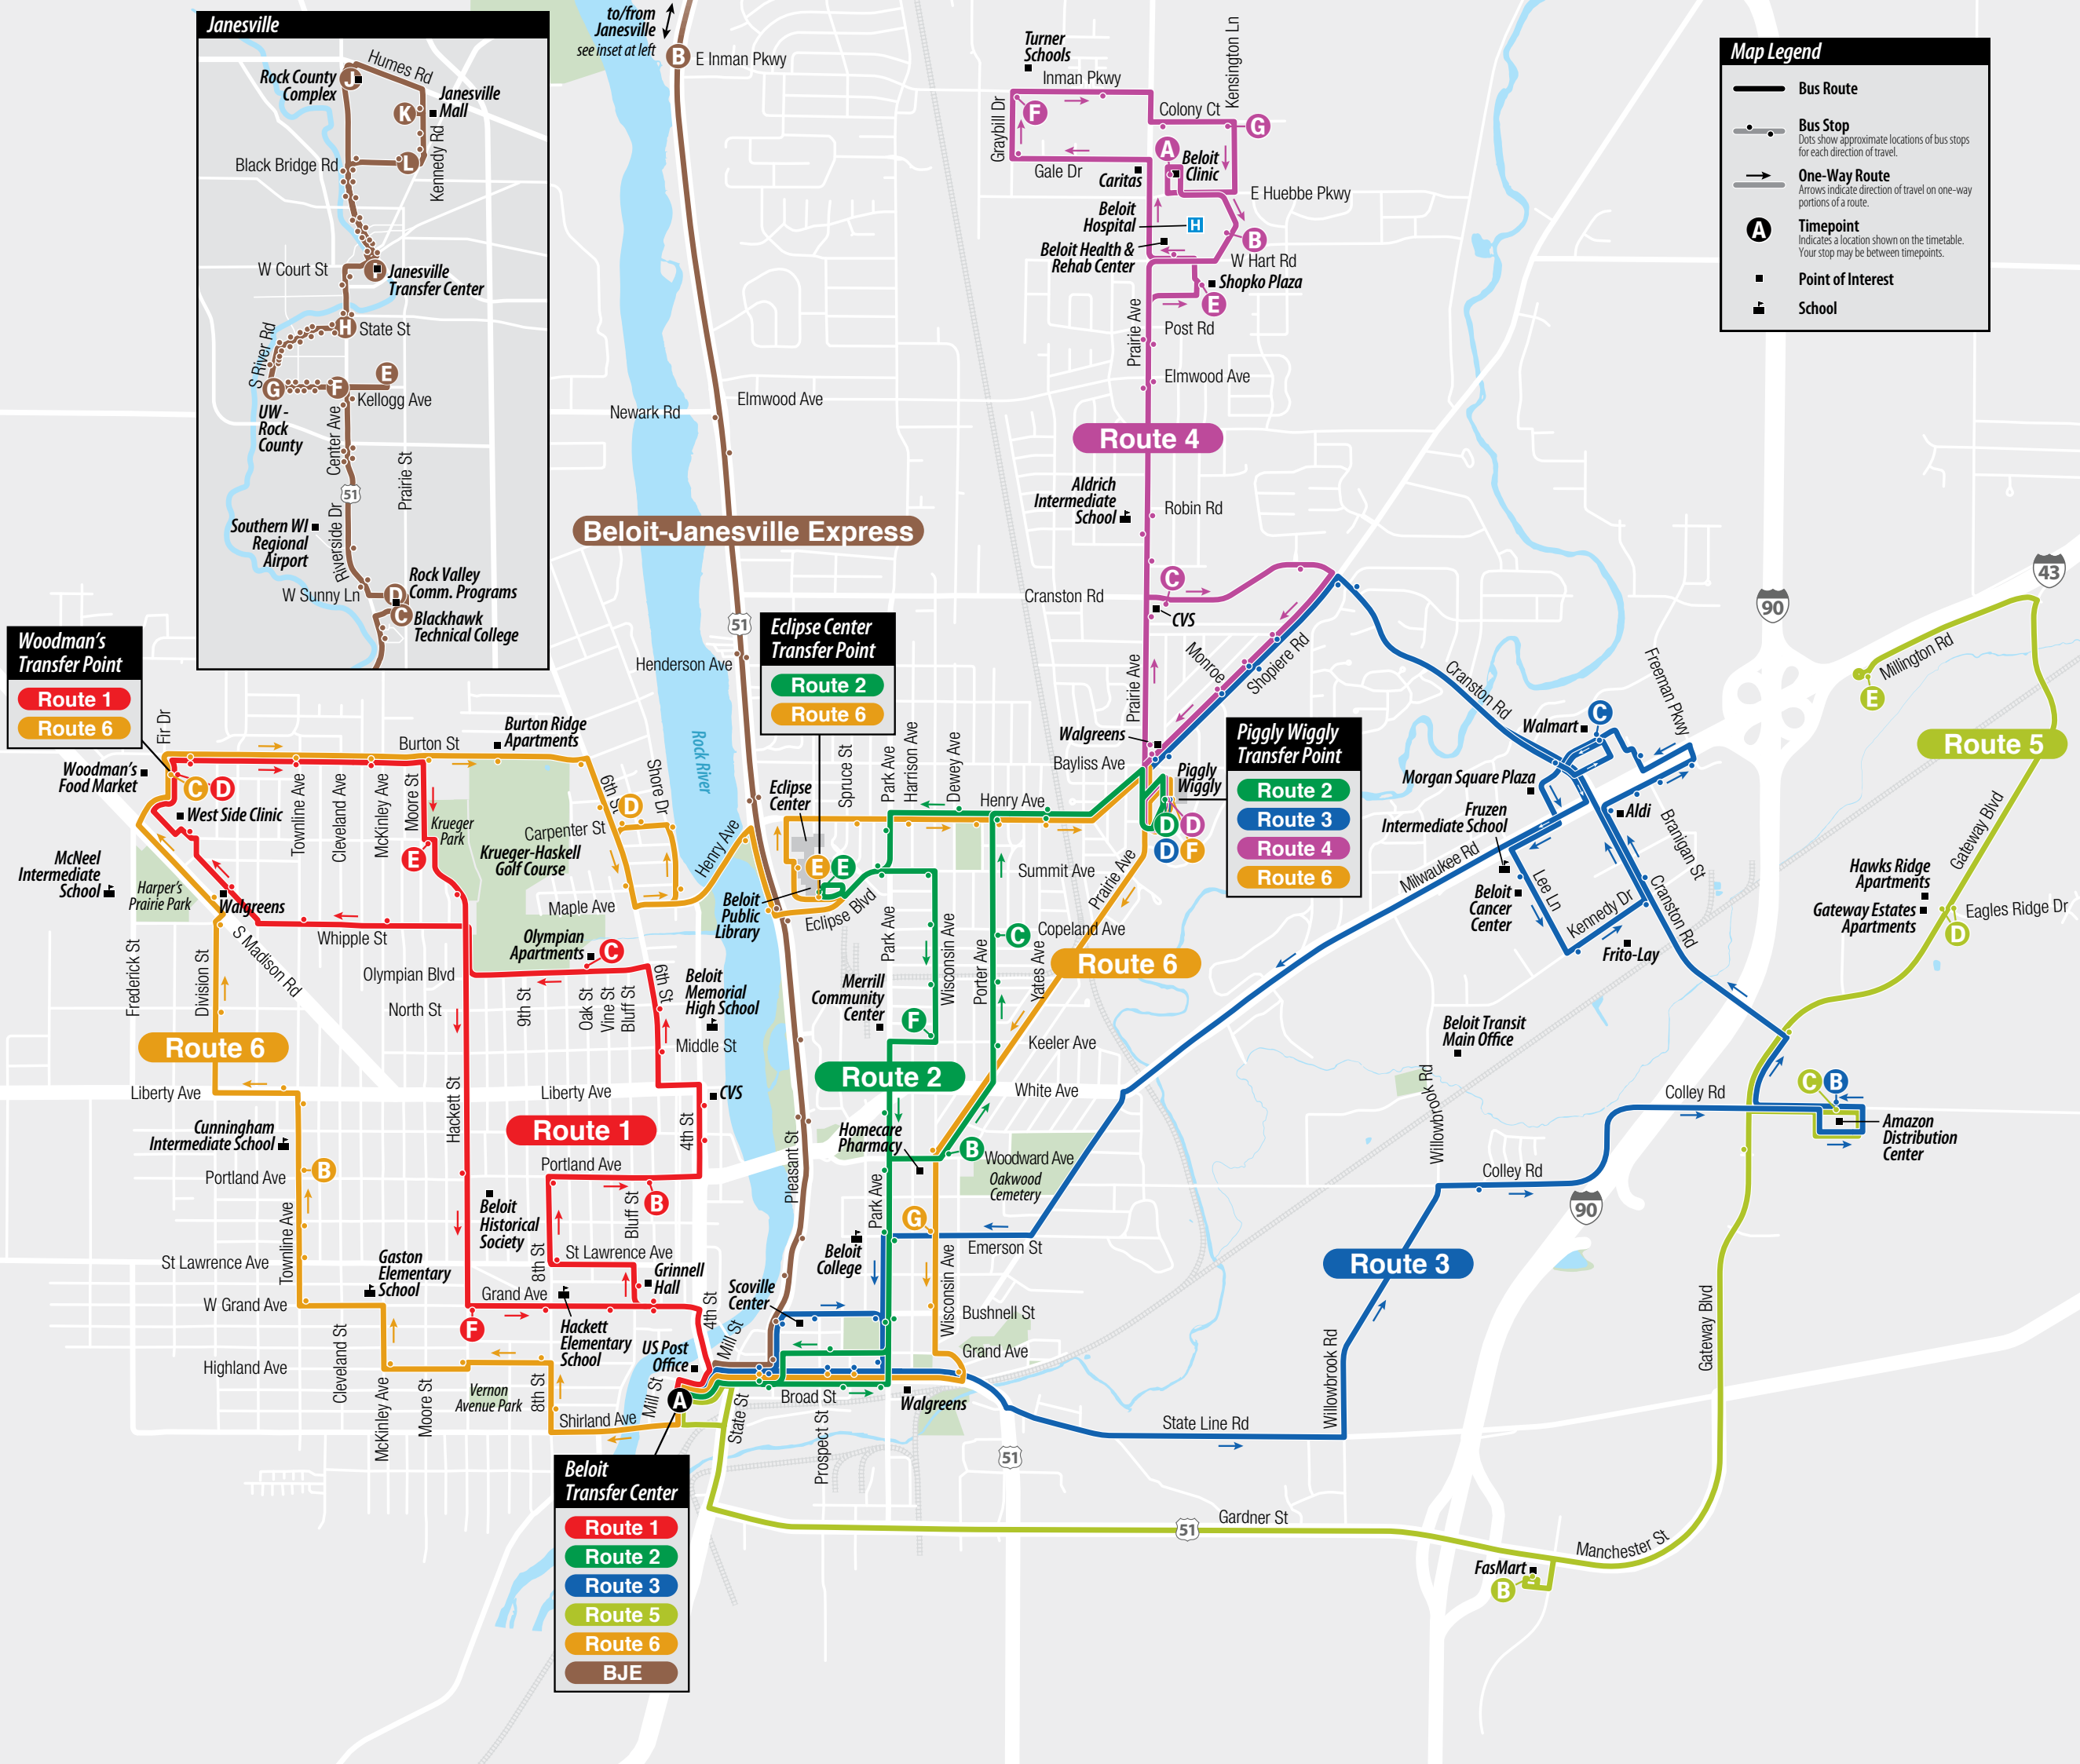 Janesville
Rock County
Complex
J
Humes Rd
Janesville
Mall
K
Kennedy Rd
Black Bridge Rd
L
W Court St
Janesville
Transfer Center
H
State St
S River Rd
E
G
F
Kellogg Ave
UW -
Rock
County
Center Ave
Prairie St
51
Southern WI
Regional
Airport
Riverside Dr
W Sunny Ln
D
Rock Valley
Comm. Programs
C
Blackhawk
Technical College
to/from
Janesville
see inset at left
B
E Inman Pkwy
Newark Rd
Elmwood Ave
Beloit-Janesville Express
51
Henderson Ave
Rock River
Turner
Schools
Inman Pkwy
Kensington Ln
Graybill Dr
F
Colony Ct
G
A
Beloit
Clinic
Gale Dr
Caritas
E Huebbe Pkwy
Beloit
Hospital
H
B
Beloit Health &
Rehab Center
W Hart Rd
Shopko Plaza
E
Prairie Ave
Post Rd
Elmwood Ave
Route 4
Aldrich
Intermediate
School
Robin Rd
C
Cranston Rd
CVS
Monroe
Shopiere Rd
Prairie Ave
Walgreens
Bayliss Ave
Piggly
Wiggly
D
D
D
F
Piggly Wiggly
Transfer Point
Route 2
Route 3
Route 4
Route 6
Map Legend
Bus Route
Bus Stop
Dots show approximate locations of bus stops
for each direction of travel.
One-Way Route
Arrows indicate direction of travel on one-way
portions of a route.
A
Timepoint
Indicates a location shown on the timetable.
Your stop may be between timepoints.
Point of Interest
School
43
90
Millington Rd
E
Route 5
Gateway Blvd
Hawks Ridge
Apartments
Gateway Estates
Apartments
Eagles Ridge Dr
D
Cranston Rd
Freeman Pkwy
Walmart
C
Morgan Square Plaza
Fruzen
Intermediate School
Aldi
Branigan St
Milwaukee Rd
Lee Ln
Beloit
Cancer
Center
Kennedy Dr
Cranston Rd
Frito-Lay
Beloit Transit
Main Office
Willowbrook Rd
Colley Rd
C
B
Amazon
Distribution
Center
Colley Rd
90
Route 3
Willowbrook Rd
Gateway Blvd
State Line Rd
51
Gardner St
51
Manchester St
FasMart
B
Woodman's
Transfer Point
Route 1
Route 6
Fir Dr
Woodman's
Food Market
C
D
West Side Clinic
Burton St
Burton Ridge
Apartments
Townline Ave
Cleveland Ave
McKinley Ave
Moore St
Krueger
Park
E
6th St
D
Shore Dr
Carpenter St
Krueger-Haskell
Golf Course
Henry Ave
Maple Ave
McNeel
Intermediate
School
Harper's
Prairie Park
Walgreens
Whipple St
S Madison Rd
Frederick St
Division St
Olympian
Apartments
C
Olympian Blvd
North St
9th St
Oak St
Vine St
Bluff St
6th St
Beloit
Memorial
High School
Middle St
Route 6
Liberty Ave
Liberty Ave
CVS
Hackett St
Route 1
4th St
Cunningham
Intermediate School
Portland Ave
B
Portland Ave
B
Bluff St
Beloit
Historical
Society
Townline Ave
St Lawrence Ave
8th St
St Lawrence Ave
Gaston
Elementary
School
Grinnell
Hall
W Grand Ave
Grand Ave
F
Hackett
Elementary
School
4th St
Mill St
US Post
Office
Highland Ave
Cleveland St
McKinley Ave
Moore St
Vernon
Avenue Park
8th St
Shirland Ave
Mill St
A
State St
Beloit
Transfer Center
Route 1
Route 2
Route 3
Route 5
Route 6
BJE
Eclipse Center
Transfer Point
Route 2
Route 6
Eclipse
Center
Spruce St
Park Ave
Harrison Ave
Dewey Ave
Henry Ave
E
E
Beloit
Public
Library
Eclipse Blvd
Summit Ave
Prairie Ave
Park Ave
Wisconsin Ave
Porter Ave
C
Copeland Ave
Yates Ave
Route 6
Merrill
Community
Center
F
Keeler Ave
Route 2
White Ave
Homecare
Pharmacy
B
Woodward Ave
Oakwood
Cemetery
Pleasant St
Park Ave
G
Beloit
College
Emerson St
Wisconsin Ave
Scoville
Center
Bushnell St
Grand Ave
Broad St
Walgreens
Prospect St